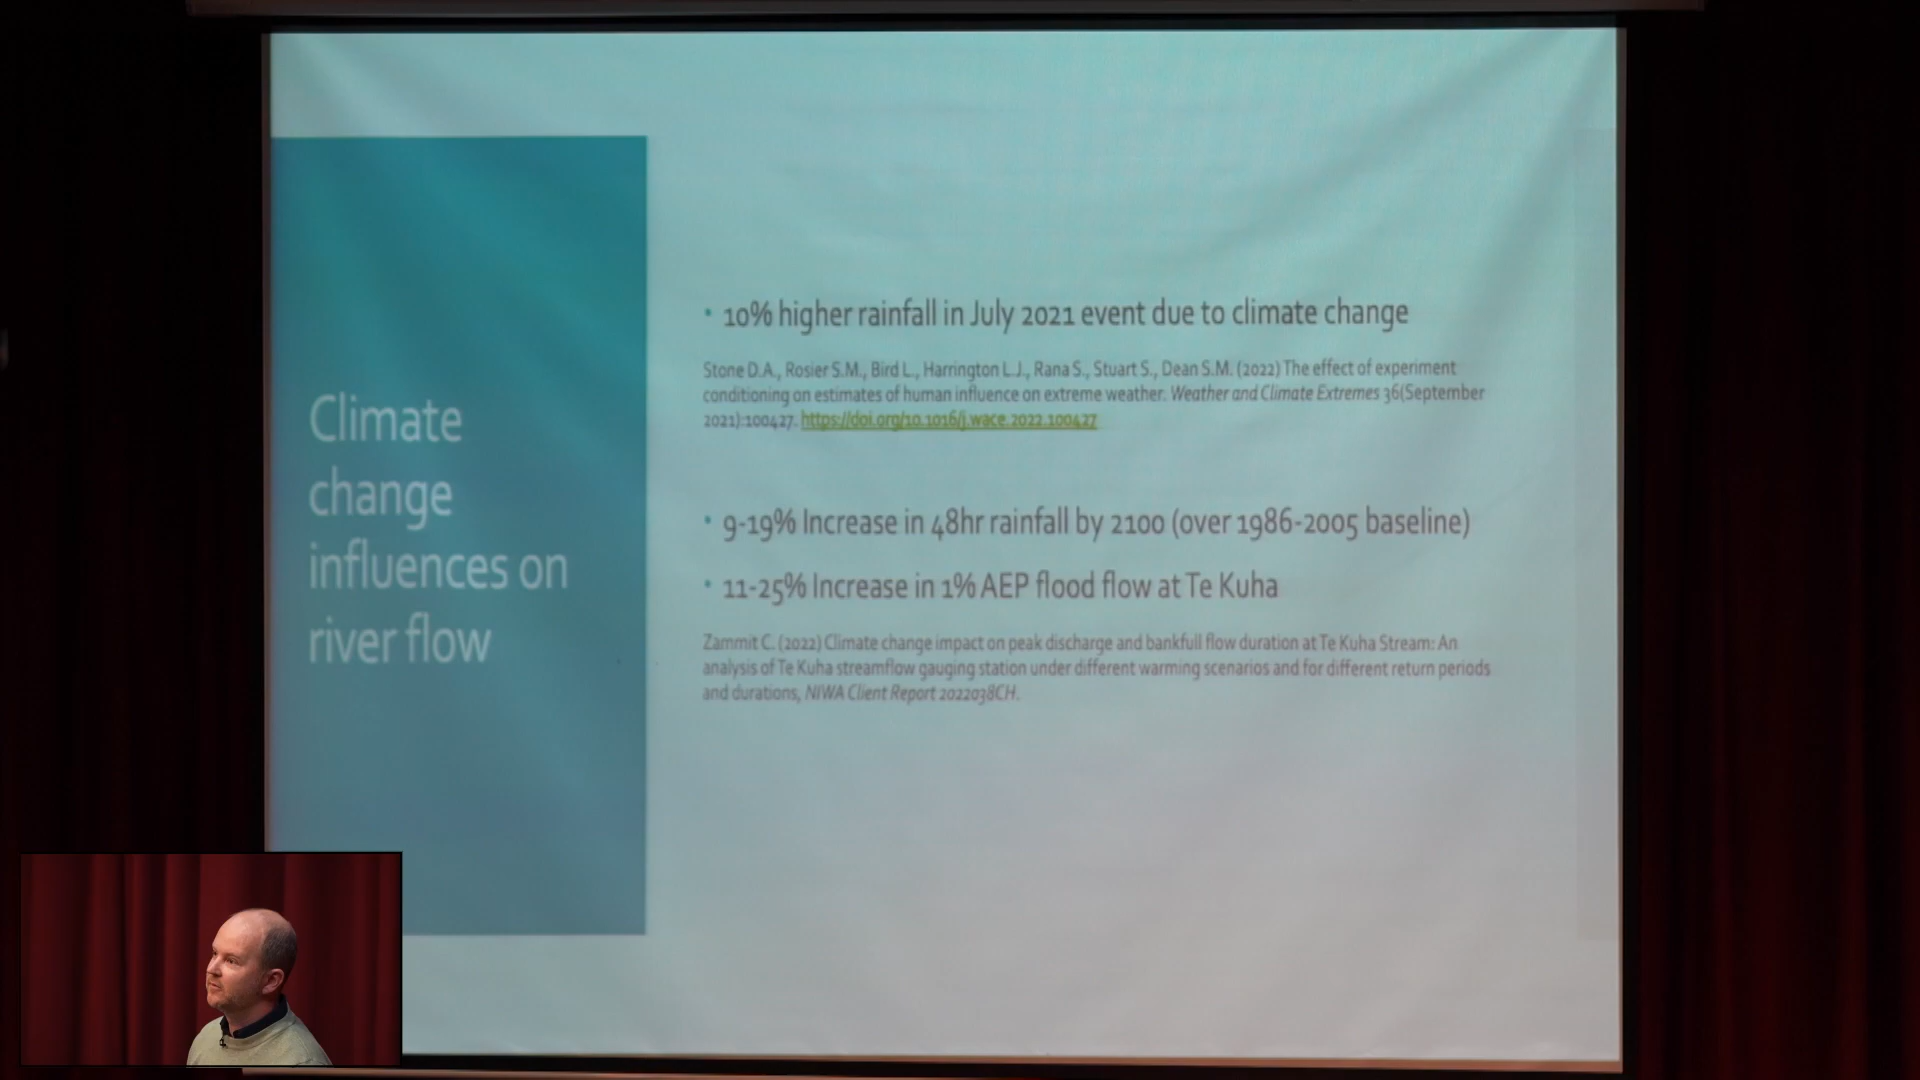 Climate
change
influences on
river flow
• 10% higher rainfall in July 2021 event due to climate change
Stone D.A., Rosier S.M., Bird L., Harrington L.J., Rana S., Stuart S., Dean S.M. (2022) The effect of experiment
conditioning on estimates of human influence on extreme weather. Weather and Climate Extremes 36(September
2021):100427. https://doi.org/10.1016/j.wace.2022.100427
• 9-19% Increase in 48hr rainfall by 2100 (over 1986-2005 baseline)
• 11-25% Increase in 1% AEP flood flow at Te Kuha
Zammit C. (2022) Climate change impact on peak discharge and bankfull flow duration at Te Kuha Stream: An
analysis of Te Kuha streamflow gauging station under different warming scenarios and for different return periods
and durations, NIWA Client Report 2022038CH.